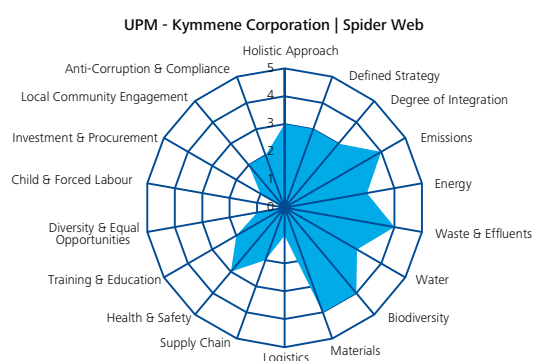 UPM - Kymmene Corporation | Spider Web
Holistic Approach
Defined Strategy
Degree of Integration
Emissions
Energy
Waste & Effluents
Water
Biodiversity
Materials
Logistics
Supply Chain
Health & Safety
Training & Education
Diversity & Equal
Opportunities
Child & Forced Labour
Investment & Procurement
Local Community Engagement
Anti-Corruption & Compliance
5
4
3
2
1
0